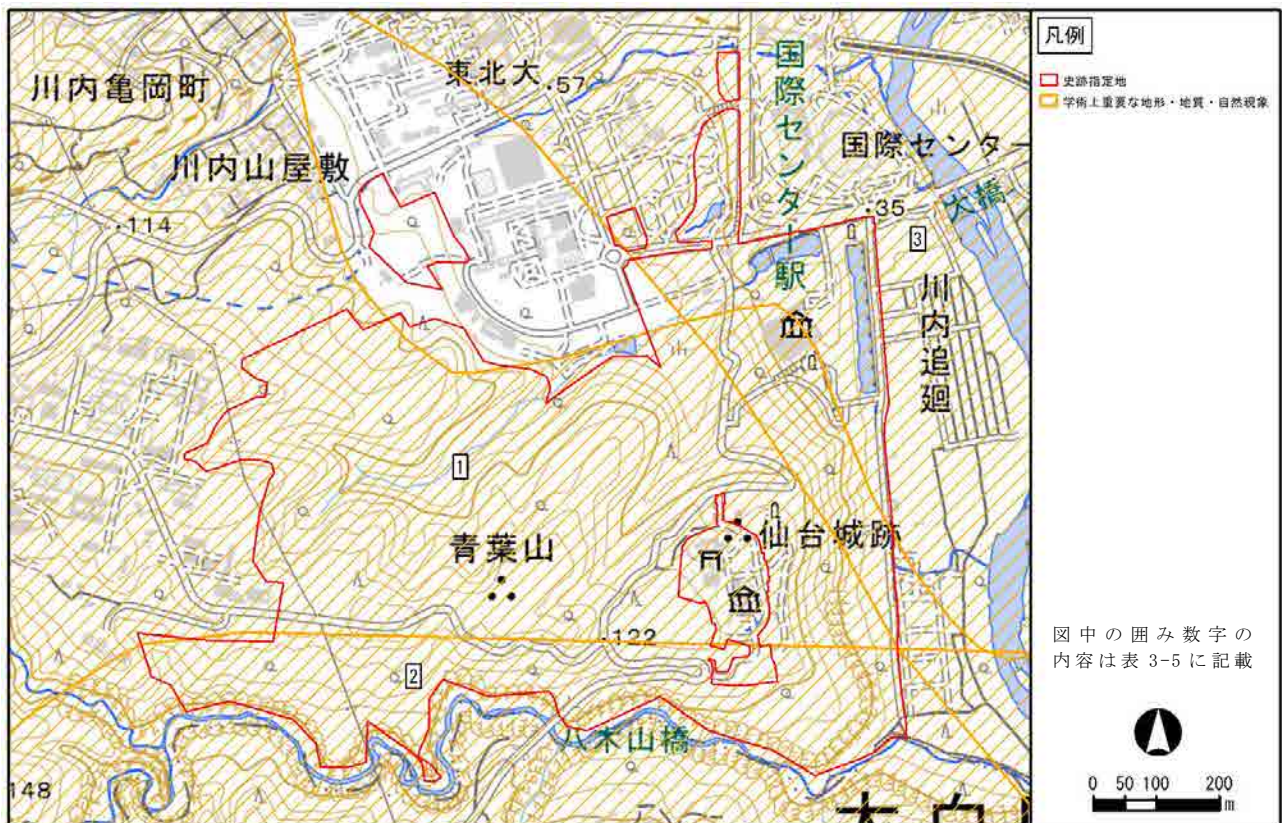 川内亀岡町
東北大
.57
国際センター駅
川内山屋敷
国際センター
大橋
.114
.35
3
川内追廻
1
青葉山
仙台城跡
.122
2
八木山橋
148
凡例
史跡指定地
学術上重要な地形・地質・自然現象
図中の囲み数字の
内容は表 3-5 に記載
0 50 100 200
m